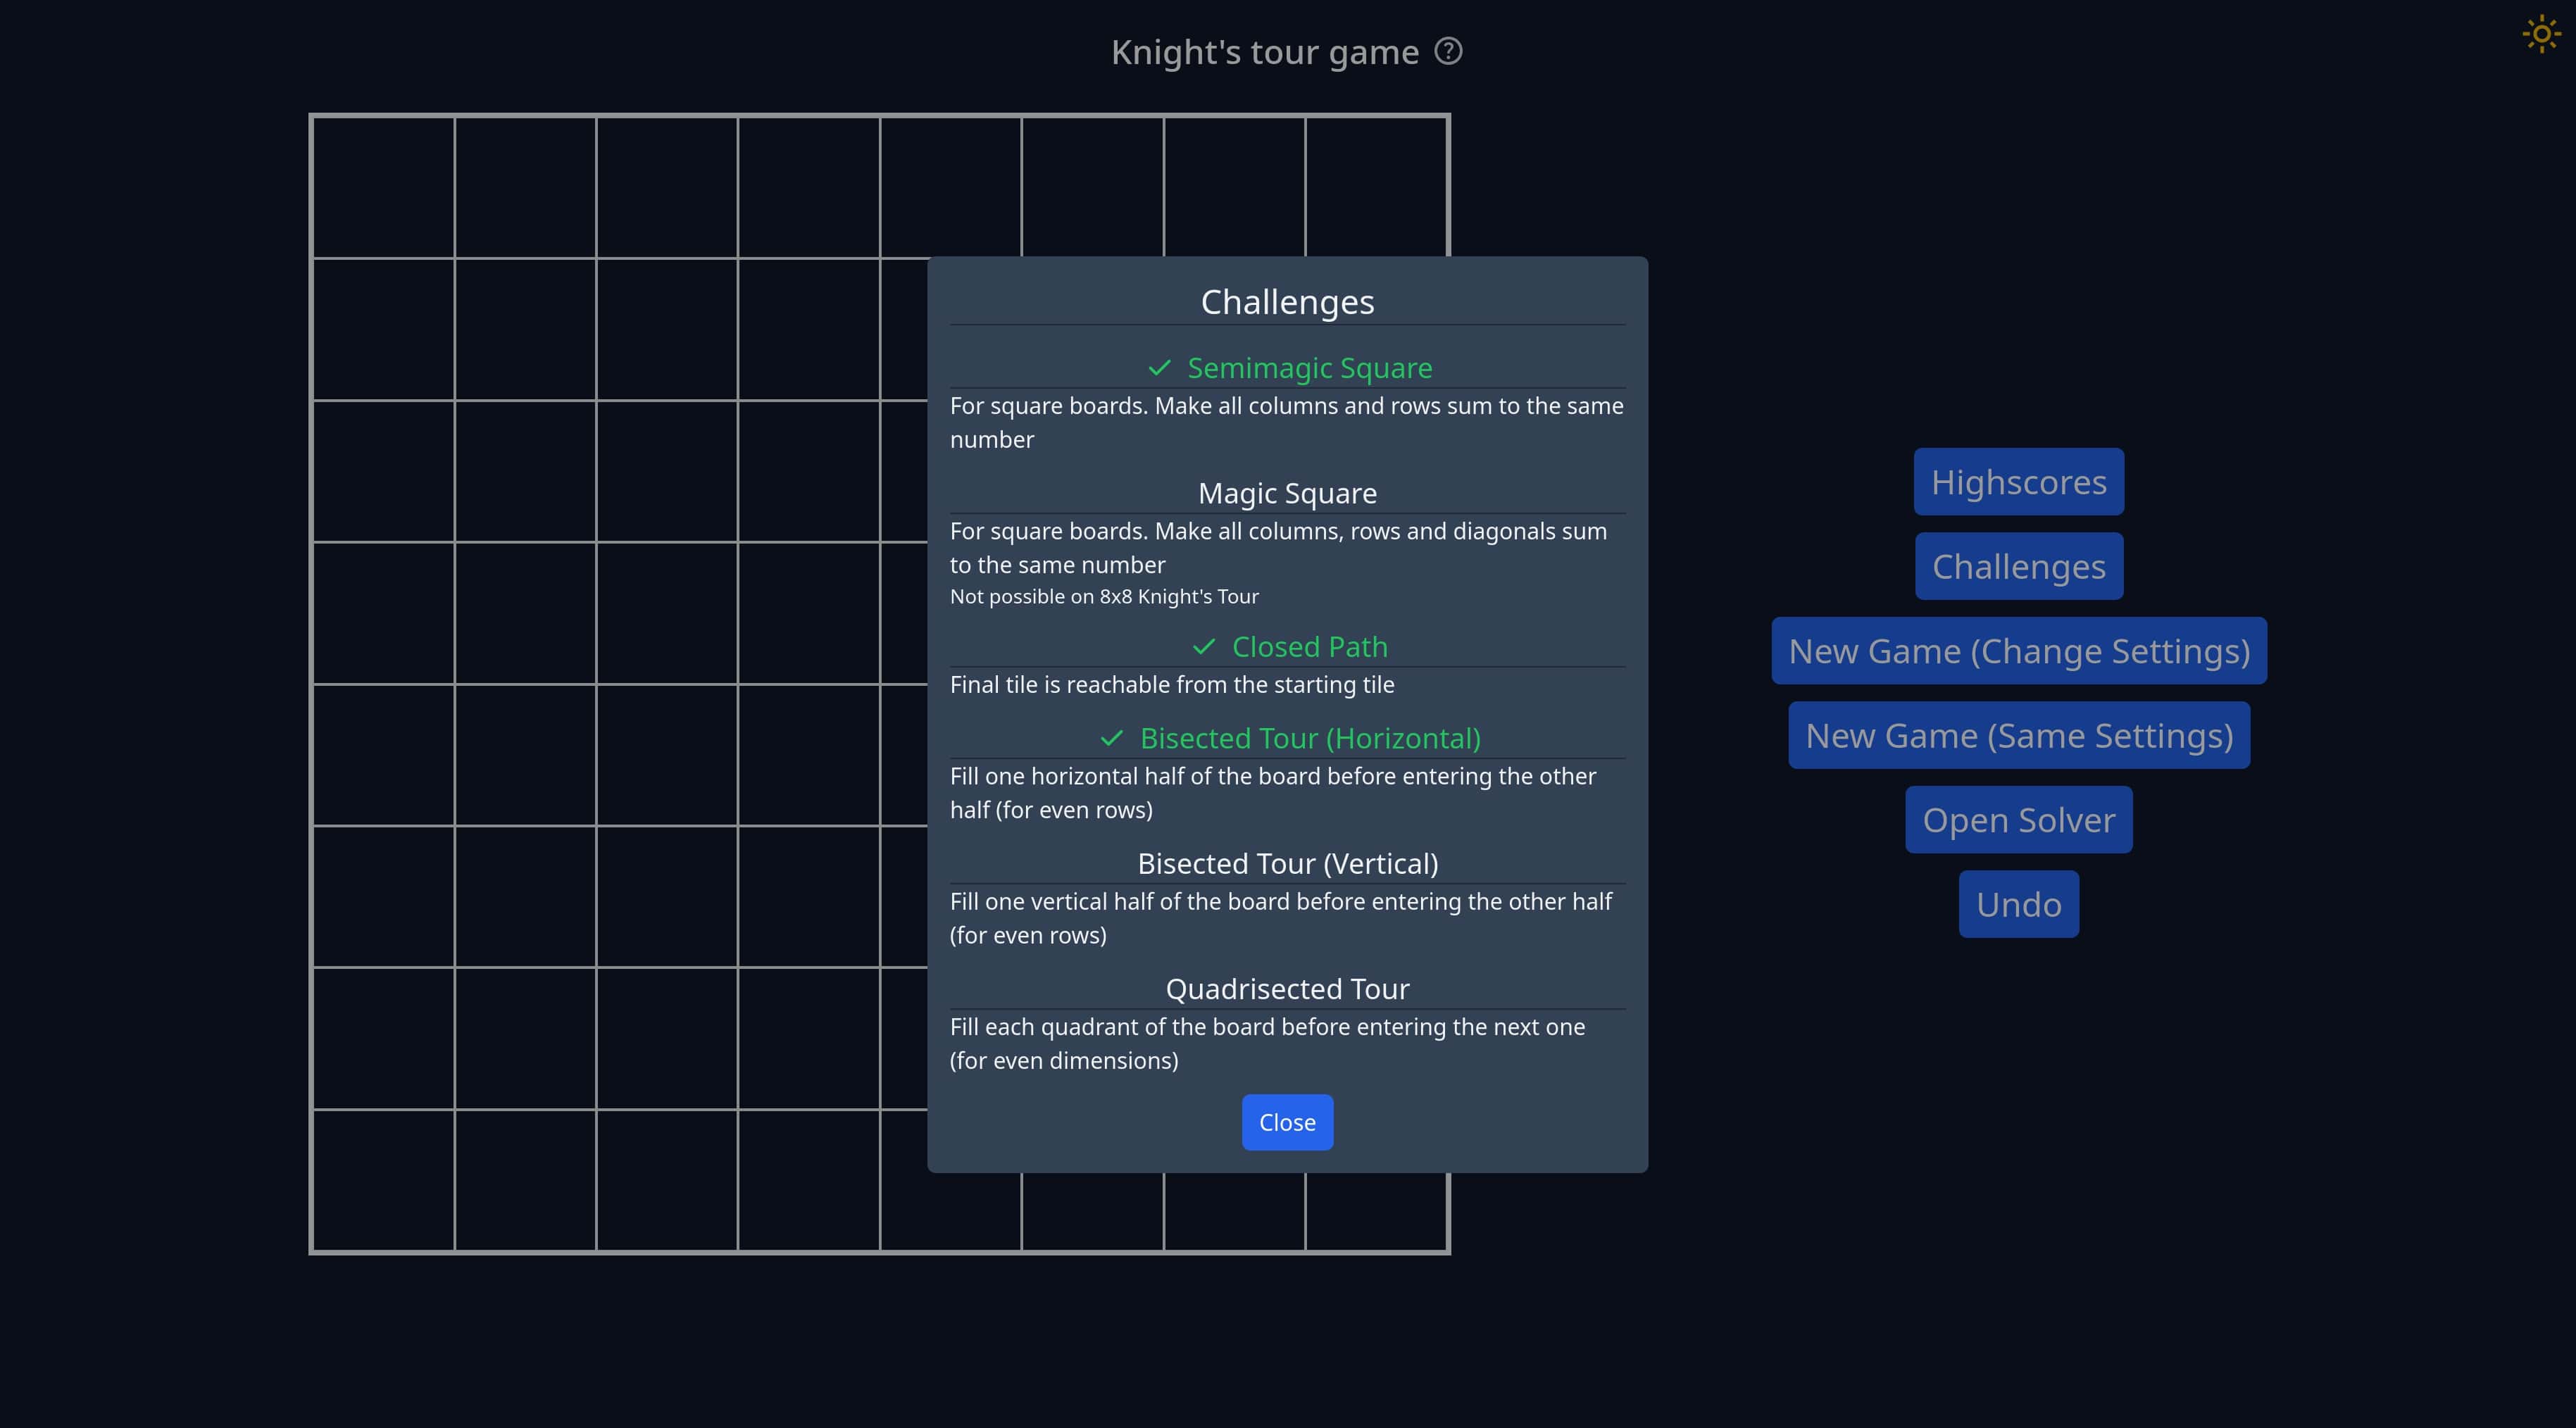 Knight's tour game
Challenges
Semimagic Square
For square boards. Make all columns and rows sum to the same
number
Magic Square
For square boards. Make all columns, rows and diagonals sum
to the same number
Not possible on 8x8 Knight's Tour
Closed Path
Final tile is reachable from the starting tile
Bisected Tour (Horizontal)
Fill one horizontal half of the board before entering the other
half (for even rows)
Bisected Tour (Vertical)
Fill one vertical half of the board before entering the other half
(for even rows)
Quadrisected Tour
Fill each quadrant of the board before entering the next one
(for even dimensions)
Close
Highscores
Challenges
New Game (Change Settings)
New Game (Same Settings)
Open Solver
Undo